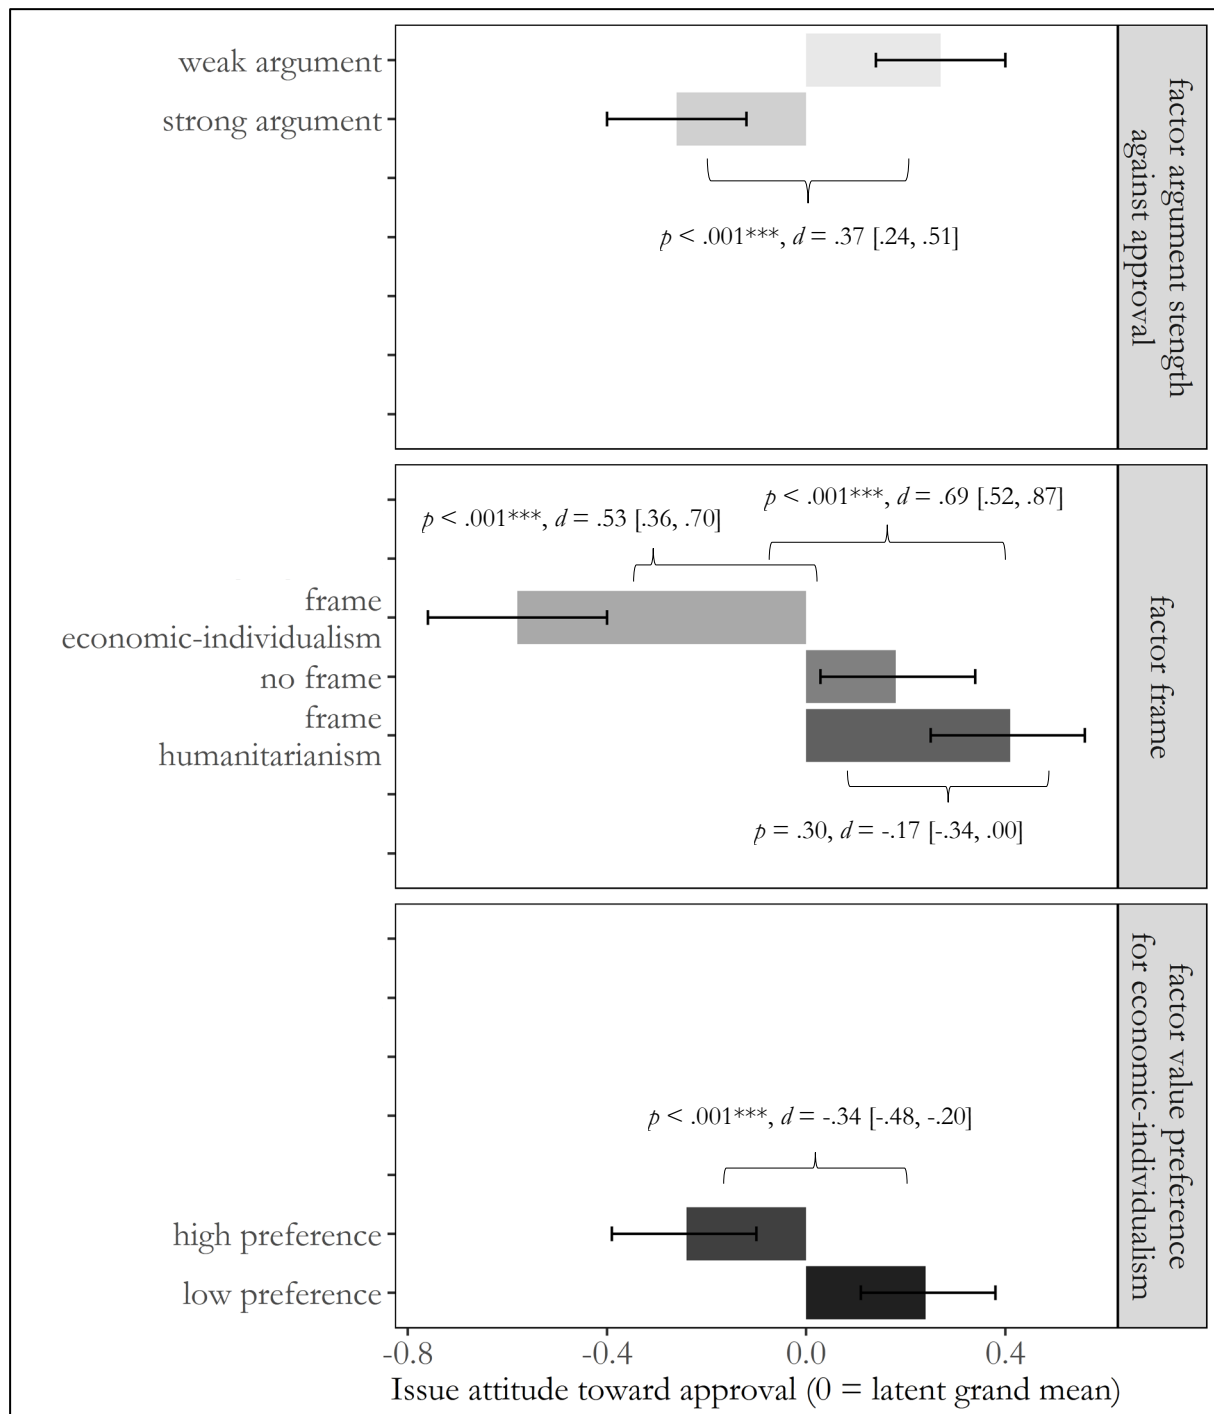 weak argument
strong argument
p < .001***, d = .37 [.24, .51]
factor argument stength
against approval
p < .001***, d = .69 [.52, .87]
p < .001***, d = .53 [.36, .70]
frame
economic-individualism
no frame
frame
humanitarianism
p = .30, d = -.17 [-.34, .00]
factor frame
p < .001***, d = -.34 [-.48, -.20]
high preference
low preference
factor value preference
for economic-individualism
-0.8 -0.4 0.0 0.4
Issue attitude toward approval (0 = latent grand mean)